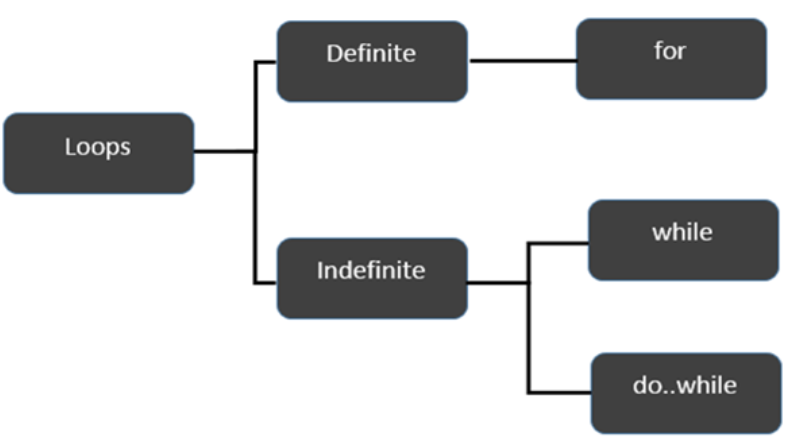 Loops
Definite
for
Indefinite
while
do..while